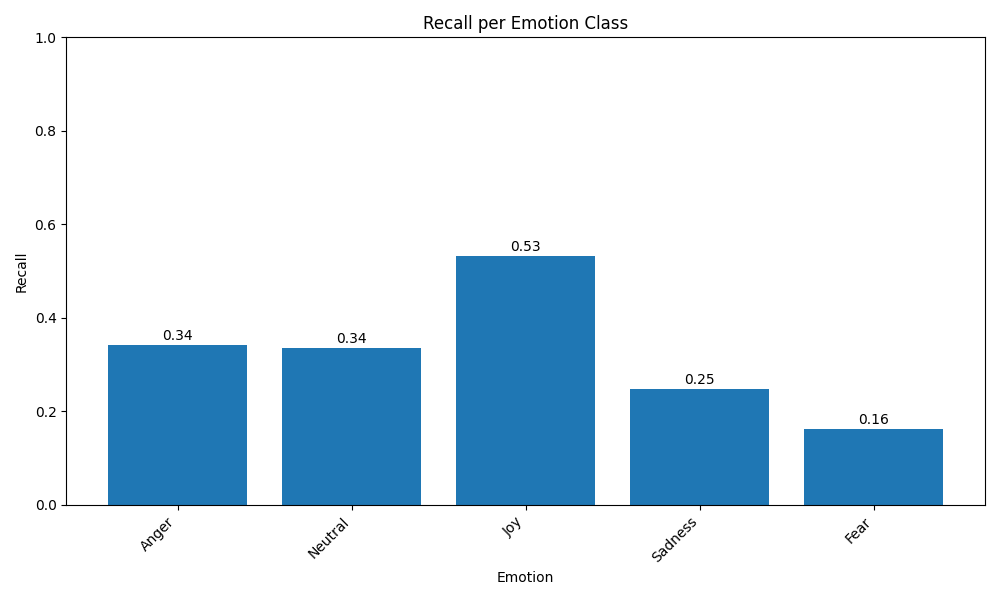 Recall per Emotion Class
1.0
0.8
0.6
0.4
0.2
0.0
Recall
0.34
0.34
0.53
0.25
0.16
Anger
Neutral
Joy
Sadness
Fear
Emotion